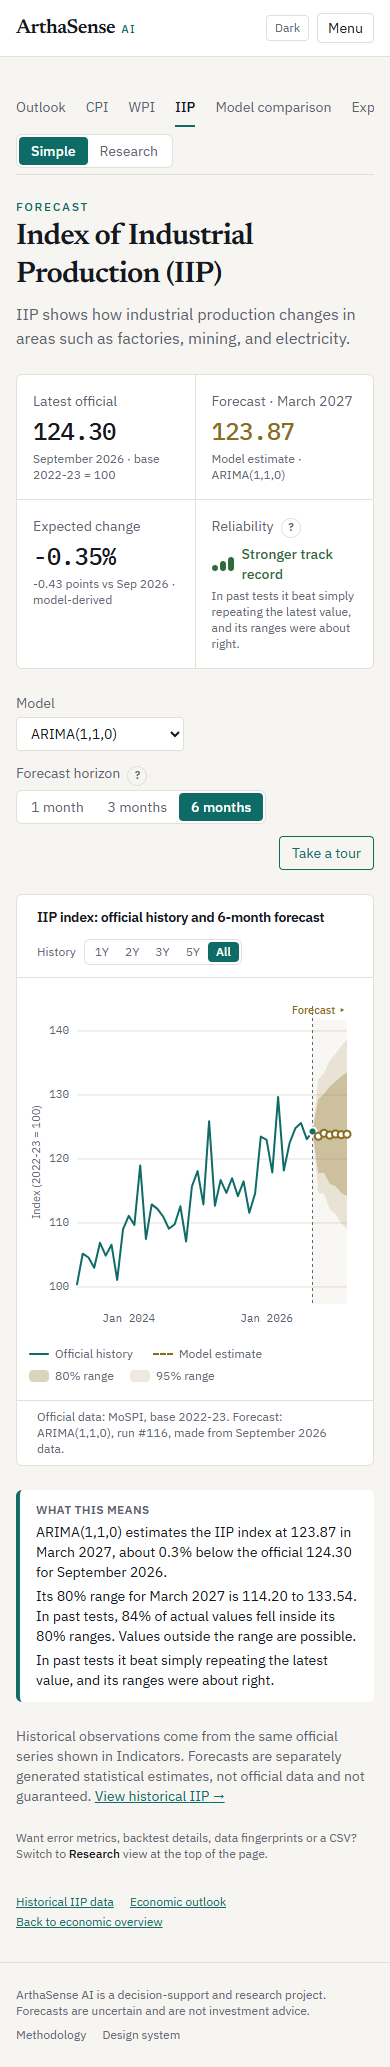 ArthaSense AI
Dark
Menu
Outlook CPI WPI IIP Model comparison Exp
Simple Research
FORECAST
Index of Industrial
Production (IIP)
IIP shows how industrial production changes in
areas such as factories, mining, and electricity.
Latest official
124.30
September 2026 · base
2022-23 = 100
Forecast · March 2027
123.87
Model estimate ·
ARIMA(1,1,0)
Expected change
-0.35%
-0.43 points vs Sep 2026 ·
model-derived
Reliability ?
Stronger track
record
In past tests it beat simply
repeating the latest value,
and its ranges were about
right.
Model
ARIMA(1,1,0)
Forecast horizon ?
1 month 3 months 6 months
Take a tour
IIP index: official history and 6-month forecast
History 1Y 2Y 3Y 5Y All
Forecast ▸
140
130
120
110
100
Index (2022-23 = 100)
Jan 2024 Jan 2026
Official history Model estimate
80% range 95% range
Official data: MoSPI, base 2022-23. Forecast:
ARIMA(1,1,0), run #116, made from September 2026
data.
WHAT THIS MEANS
ARIMA(1,1,0) estimates the IIP index at 123.87 in
March 2027, about 0.3% below the official 124.30
for September 2026.
Its 80% range for March 2027 is 114.20 to 133.54.
In past tests, 84% of actual values fell inside its
80% ranges. Values outside the range are possible.
In past tests it beat simply repeating the latest
value, and its ranges were about right.
Historical observations come from the same official
series shown in Indicators. Forecasts are separately
generated statistical estimates, not official data and not
guaranteed. View historical IIP →
Want error metrics, backtest details, data fingerprints or a CSV?
Switch to Research view at the top of the page.
Historical IIP data Economic outlook
Back to economic overview
ArthaSense AI is a decision-support and research project.
Forecasts are uncertain and are not investment advice.
Methodology Design system